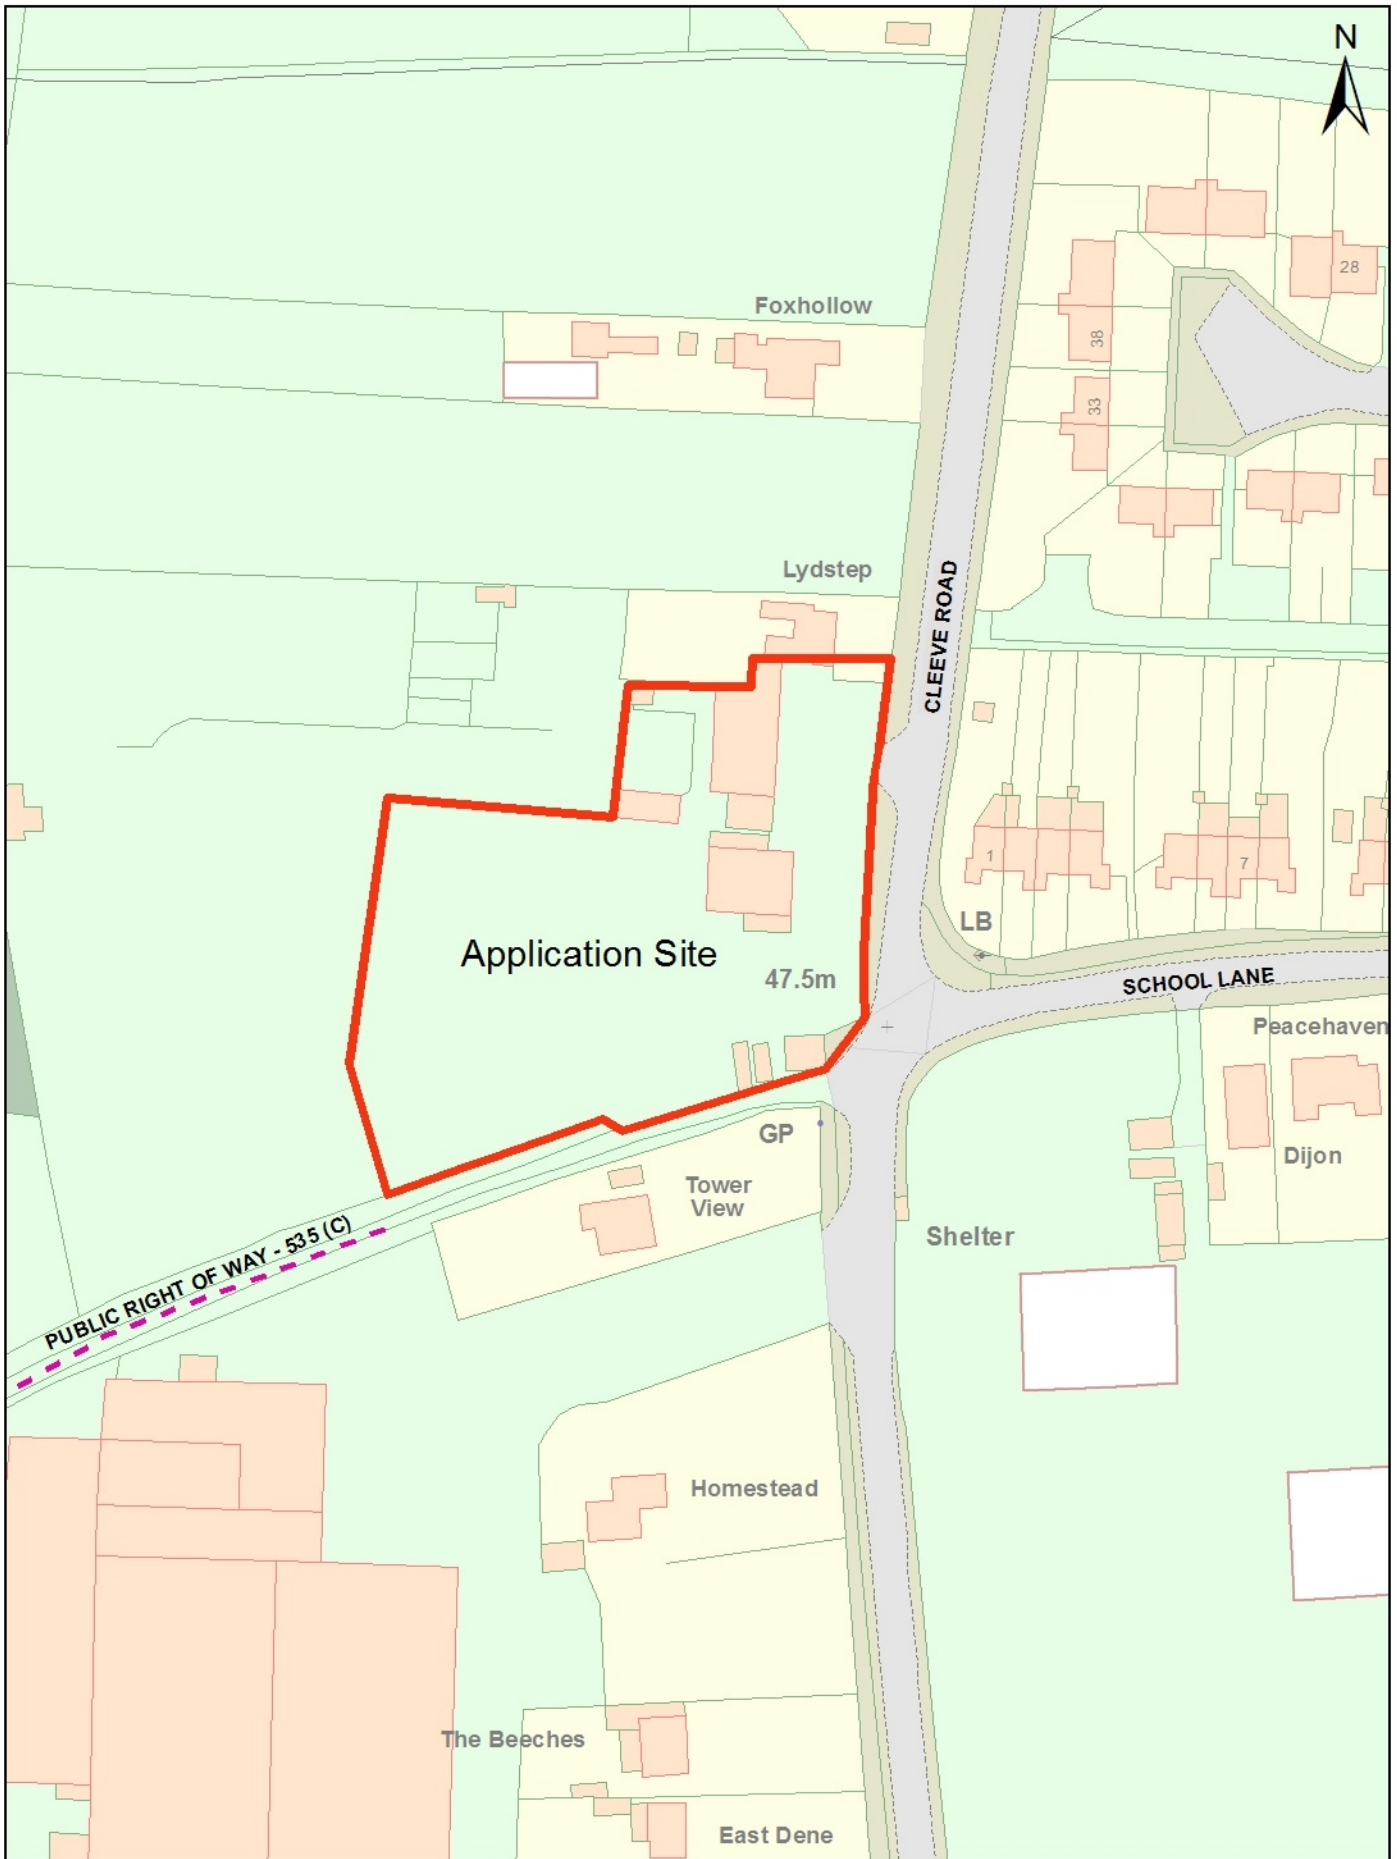 N
28
Foxhollow
38
33
Lydstep
CLEEVE ROAD
1
7
LB
Application Site
47.5m
SCHOOL LANE
Peacehaven
GP
Dijon
Tower
View
Shelter
PUBLIC RIGHT OF WAY - 535 (C)
Homestead
The Beeches
East Dene